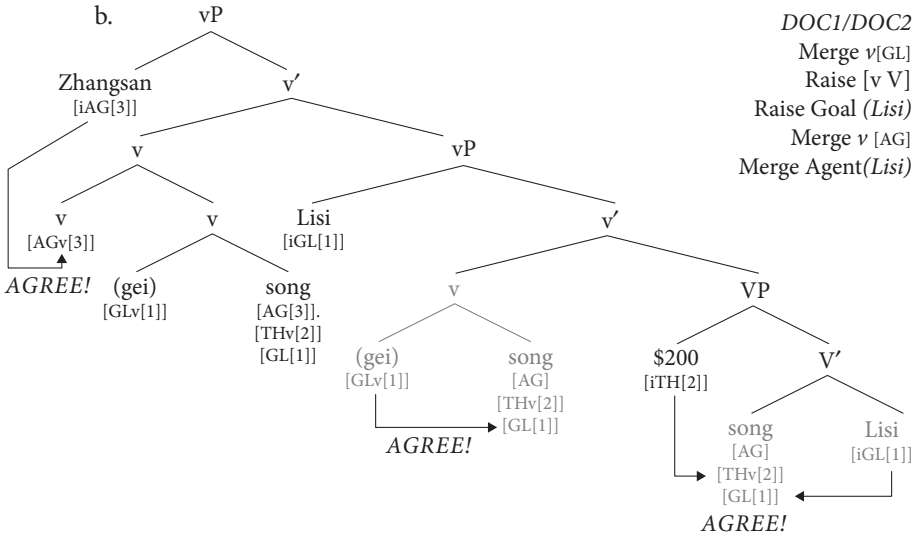 b.
vP
DOC1/DOC2
Merge v[GL]
Raise [v V]
Raise Goal (Lisi)
Merge v [AG]
Merge Agent(Lisi)
Zhangsan
[iAG[3]]
v′
v
vP
v
[AGv[3]]
v
Lisi
[iGL[1]]
v′
AGREE!
(gei)
[GLv[1]]
song
[AG[3]].
[THv[2]]
[GL[1]]
v
VP
(gei)
[GLv[1]]
song
[AG]
[THv[2]]
[GL[1]]
AGREE!
$200
[iTH[2]]
V′
song
[AG]
[THv[2]]
[GL[1]]
Lisi
[iGL[1]]
AGREE!